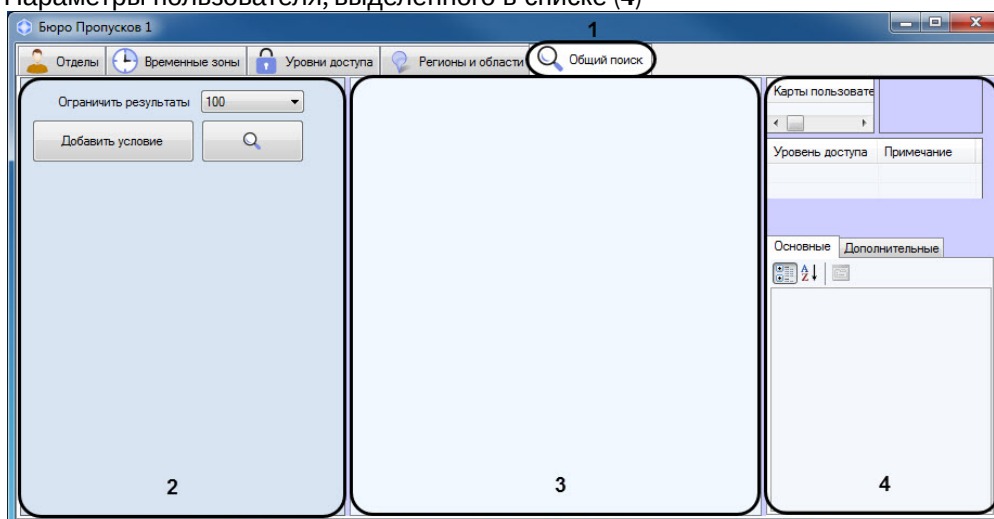 Параметры пользователя, выделенного в списке (4)
Бюро Пропусков 1
1
Отделы Временные зоны Уровни доступа Регионы и области Общий поиск
Ограничить результаты 100
Добавить условие
Карты пользовате
Уровень доступа Примечание
Основные Дополнительные
2
3
4